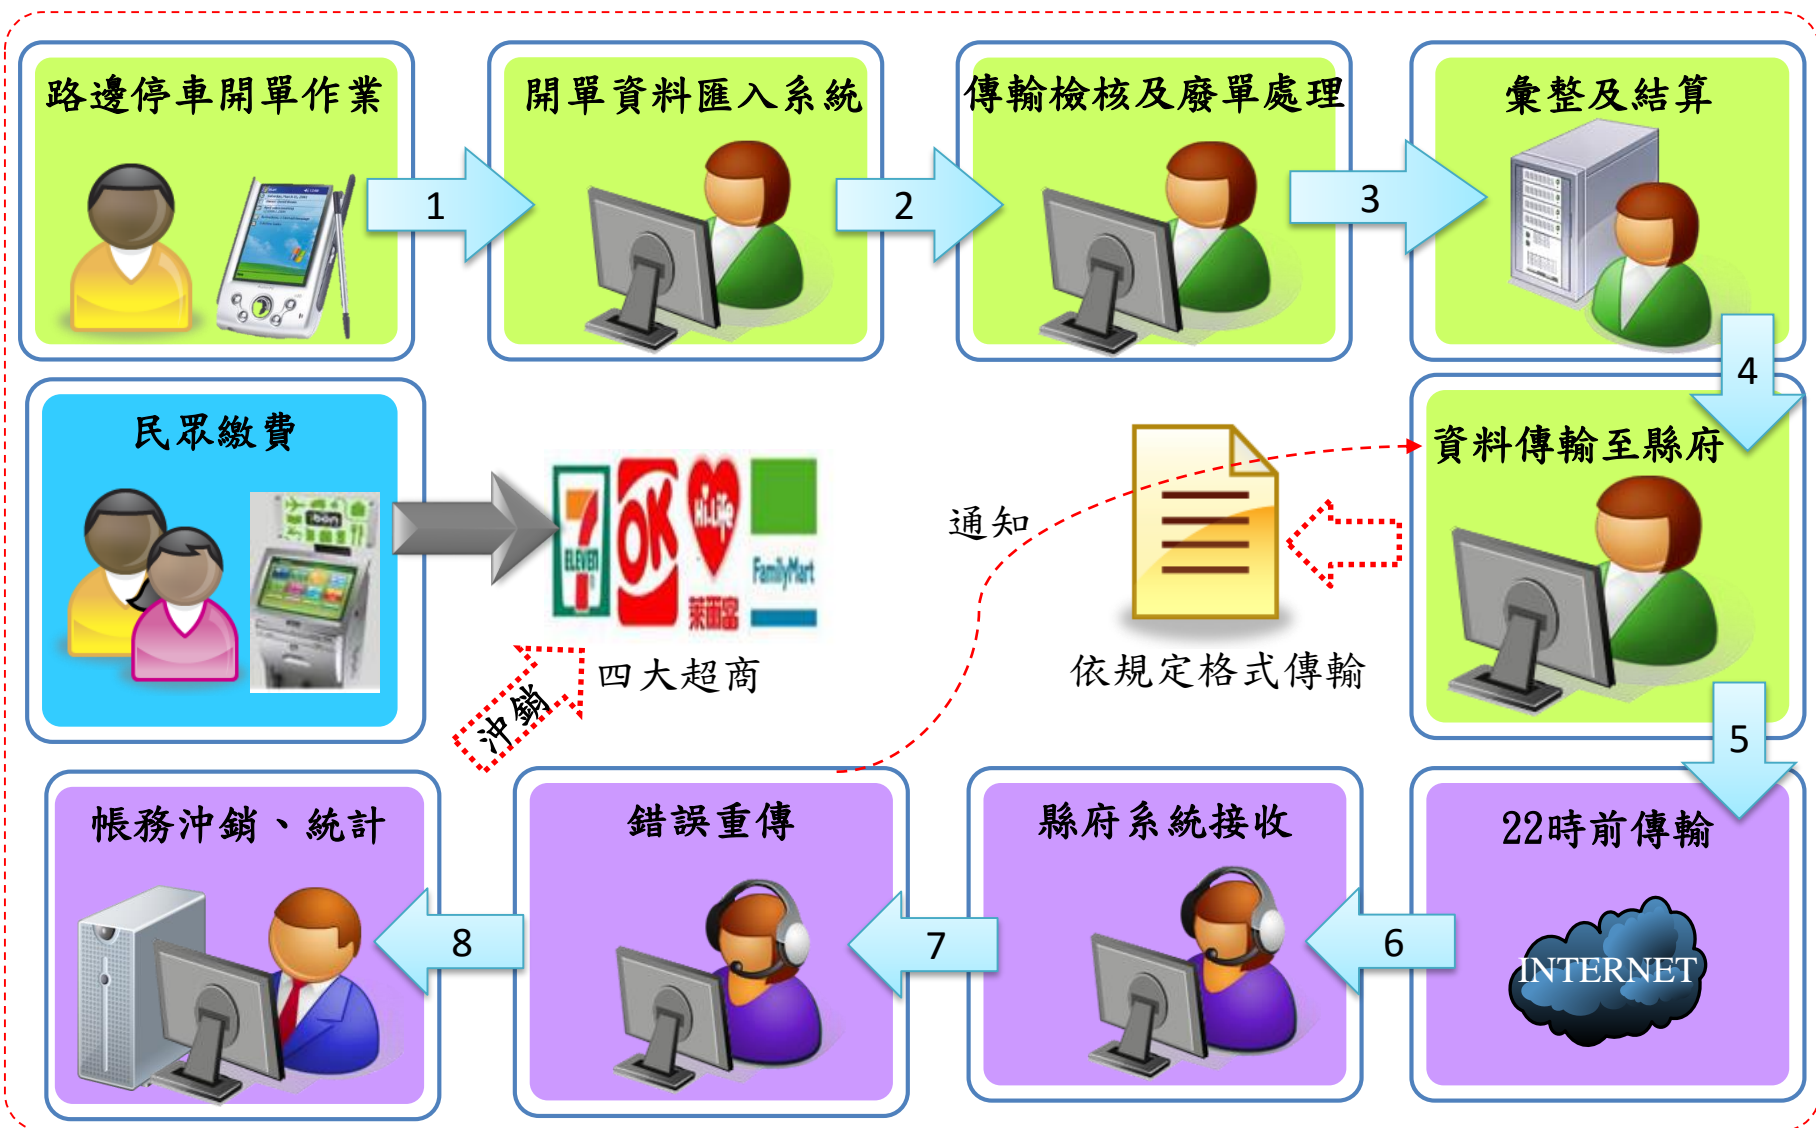 路邊停車開單作業
開單資料匯入系統
傳輸檢核及廢單處理
彙整及結算
1
2
3
4
民眾繳費
7
ELEVEN
OK
Hi-Life
萊爾富
FamilyMart
四大超商
通知
依規定格式傳輸
資料傳輸至縣府
沖銷
5
帳務沖銷、統計
錯誤重傳
縣府系統接收
22時前傳輸
8
7
6
INTERNET